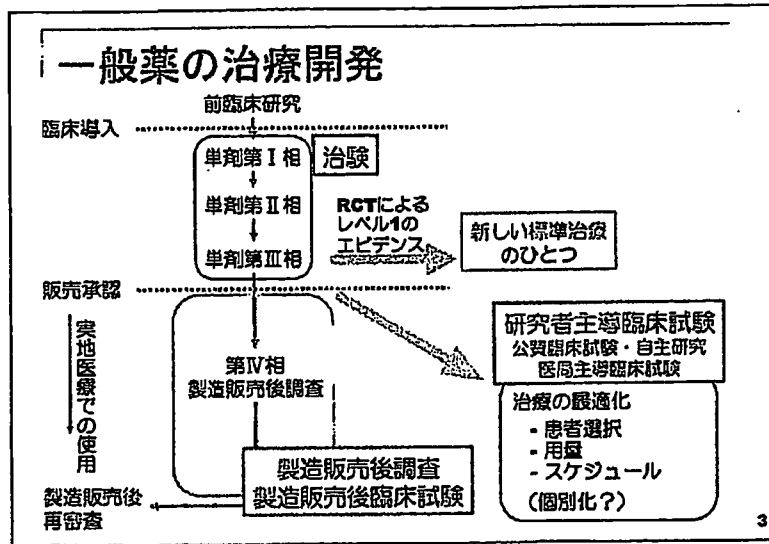 一般薬の治療開発
前臨床研究
臨床導入
単剤第Ⅰ相
治験
単剤第Ⅱ相
単剤第Ⅲ相
RCTによる
レベル1の
エビデンス
新しい標準治療
のひとつ
販売承認
実地医療での使用
第Ⅳ相
製造販売後調査
研究者主導臨床試験
公費臨床試験・自主研究
医局主導臨床試験
治療の最適化
- 患者選択
- 用量
- スケジュール
(個別化?)
製造販売後調査
製造販売後臨床試験
製造販売後
再審査
3